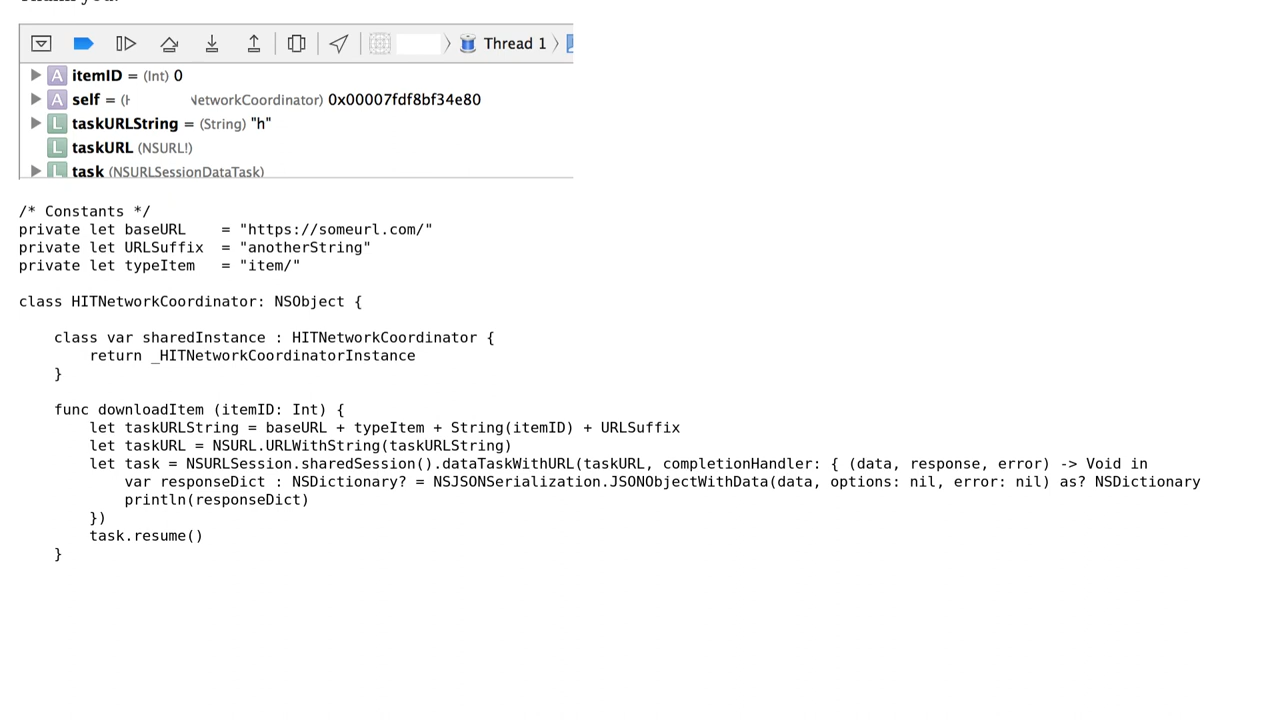 Thread 1
A itemID = (Int) 0
A self = (H NetworkCoordinator) 0x00007fdf8bf34e80
L taskURLString = (String) "h"
L taskURL (NSURL!)
L task (NSURLSessionDataTask)
/* Constants */
private let baseURL    = "https://someurl.com/"
private let URLSuffix  = "anotherString"
private let typeItem   = "item/"
class HITNetworkCoordinator: NSObject {
    class var sharedInstance : HITNetworkCoordinator {
        return _HITNetworkCoordinatorInstance
    }
    func downloadItem (itemID: Int) {
        let taskURLString = baseURL + typeItem + String(itemID) + URLSuffix
        let taskURL = NSURL.URLWithString(taskURLString)
        let task = NSURLSession.sharedSession().dataTaskWithURL(taskURL, completionHandler: { (data, response, error) -> Void in
            var responseDict : NSDictionary? = NSJSONSerialization.JSONObjectWithData(data, options: nil, error: nil) as? NSDictionary
            println(responseDict)
        })
        task.resume()
    }